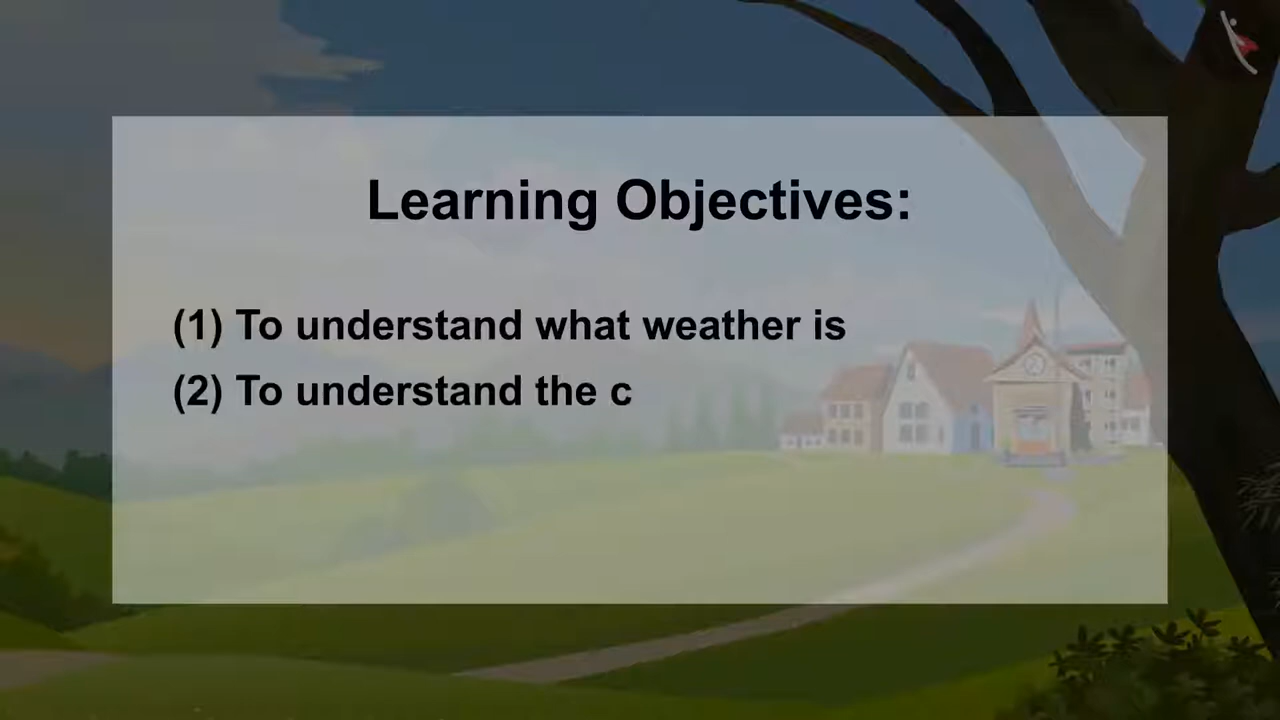 Learning Objectives:
(1) To understand what weather is
(2) To understand the c